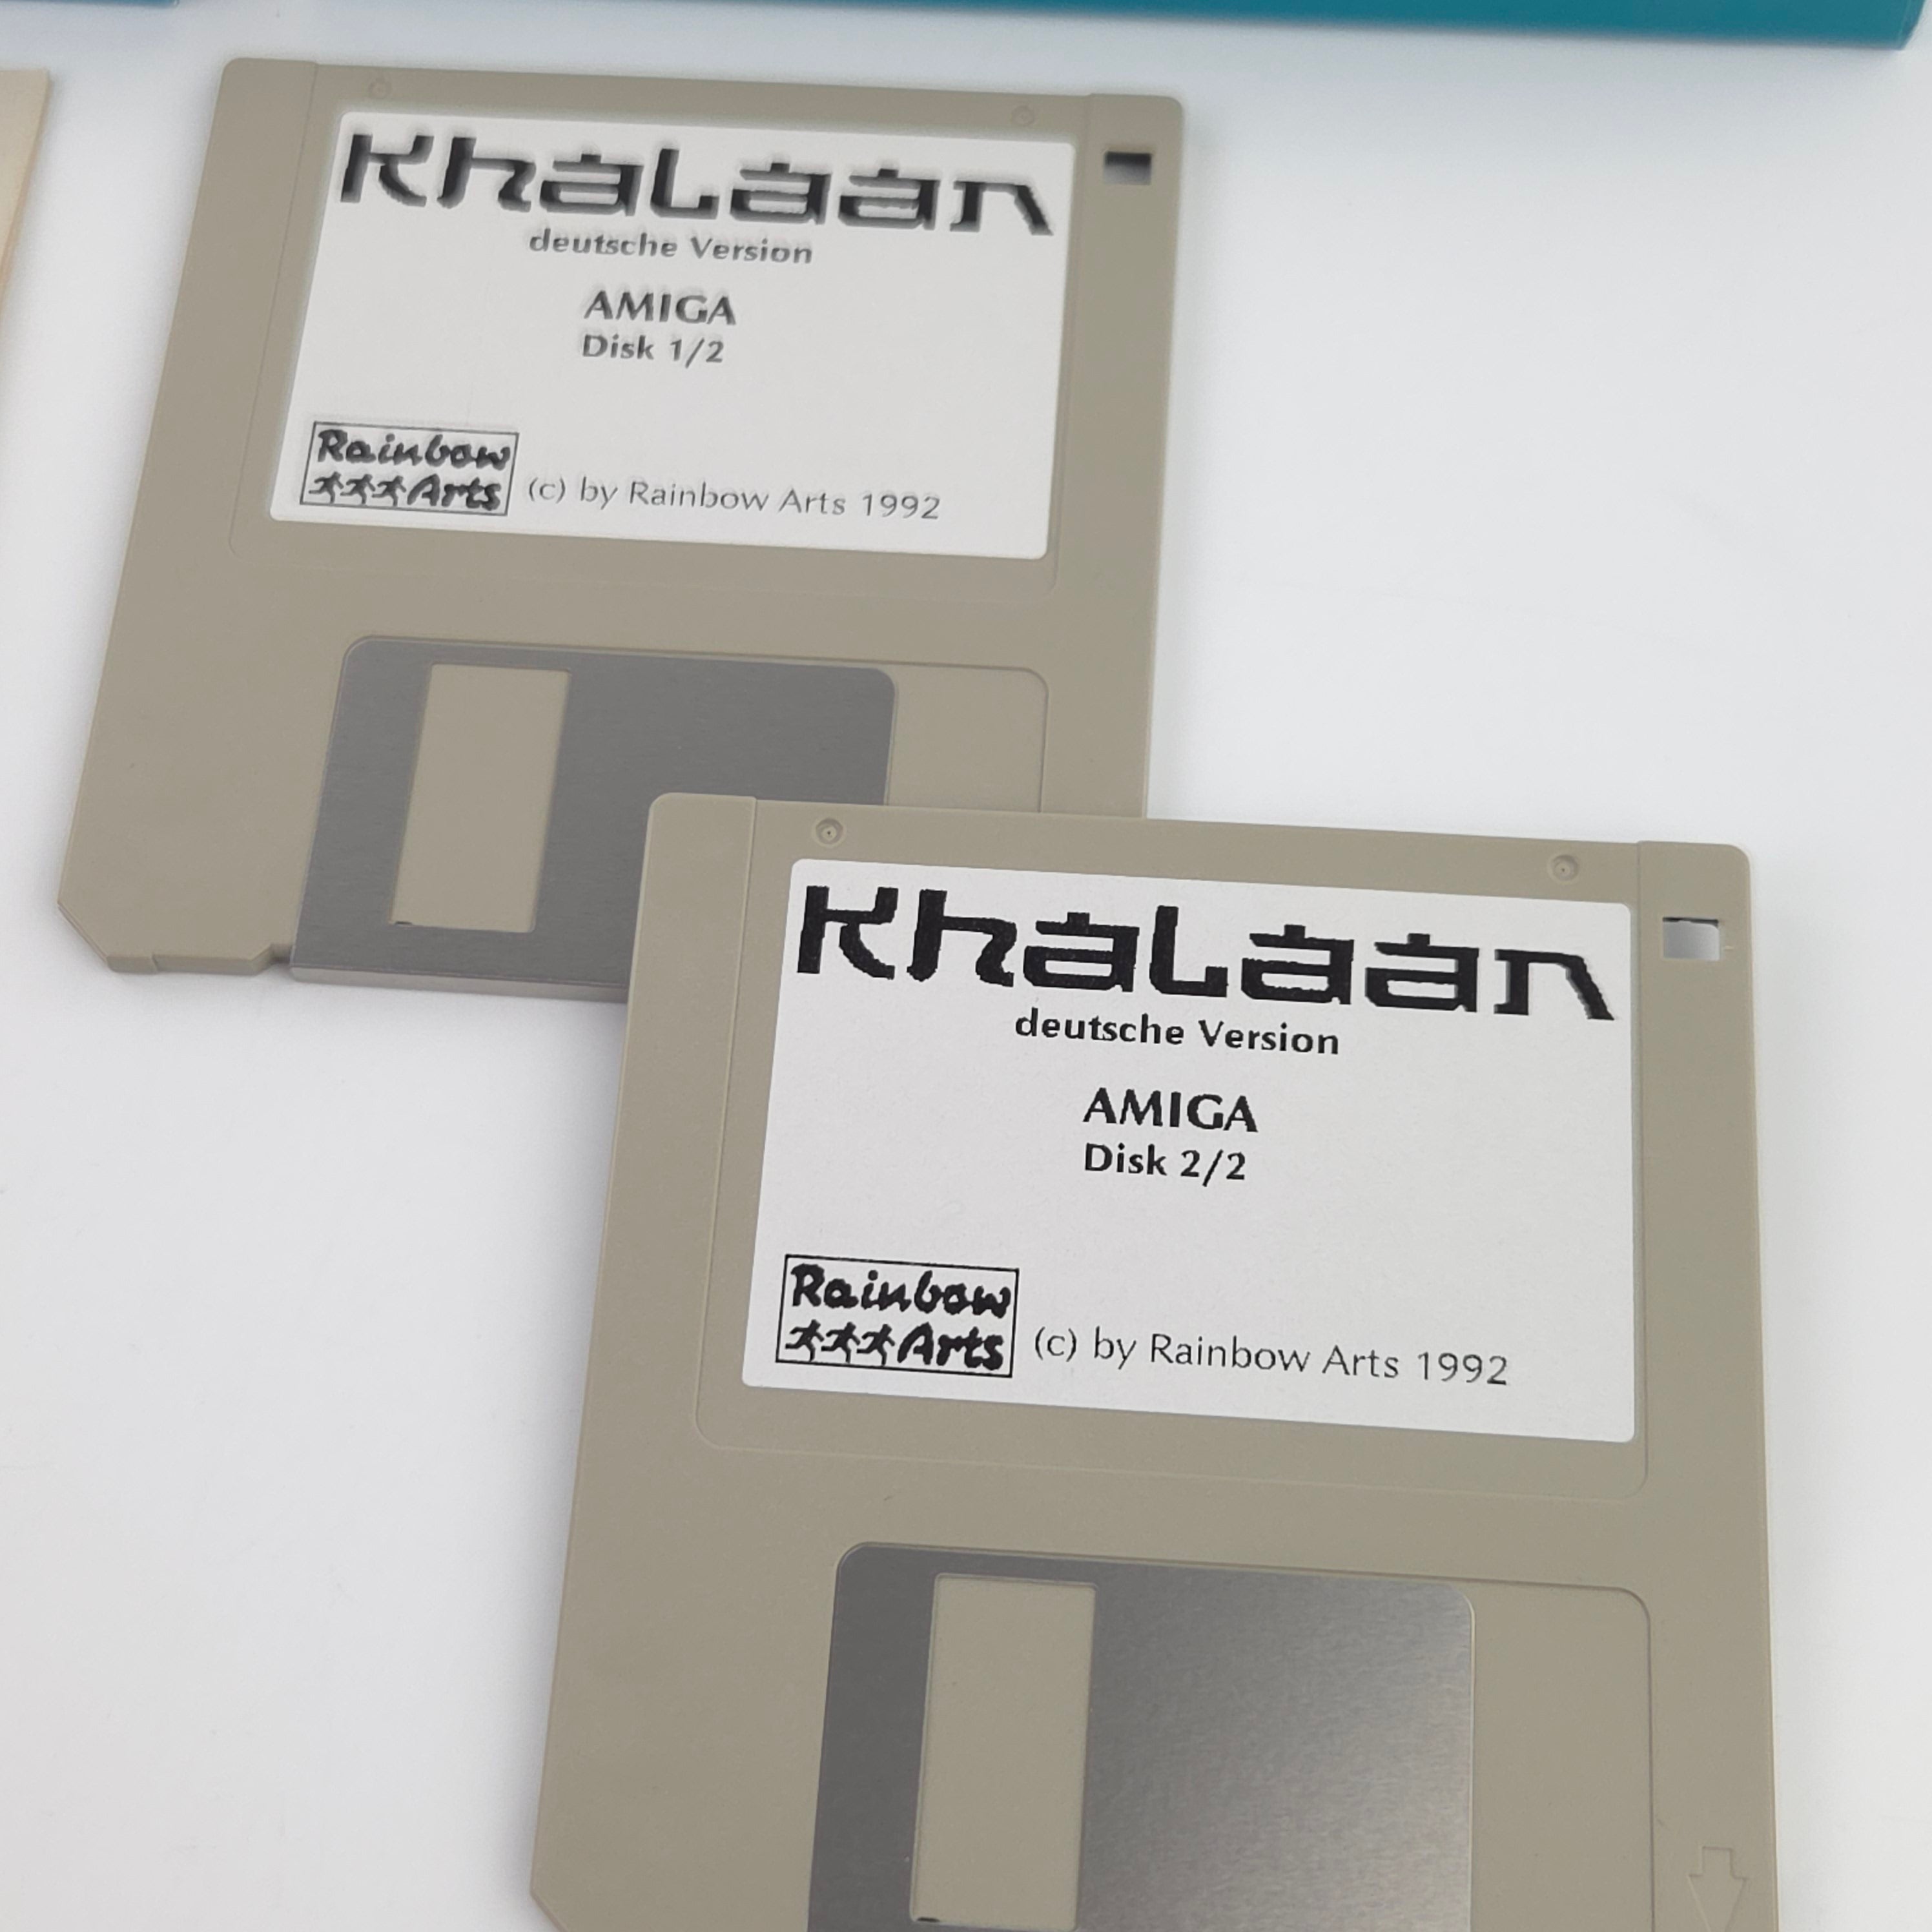 Khalaan
deutsche Version
AMIGA
Disk 1/2
Rainbow
Arts
(c) by Rainbow Arts 1992
Khalaan
deutsche Version
AMIGA
Disk 2/2
Rainbow
Arts
(c) by Rainbow Arts 1992